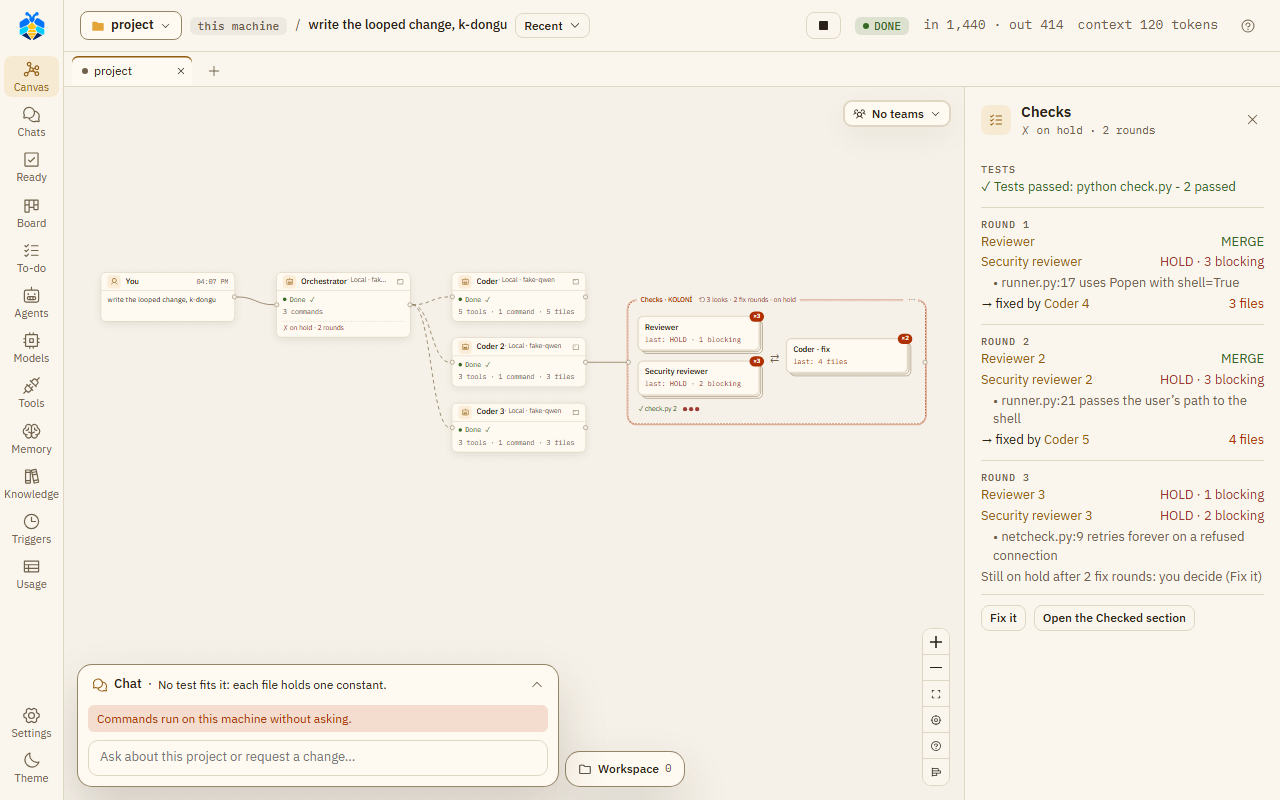 project
this machine
/
write the looped change, k-dongu
Recent
DONE
in 1,440 · out 414
context 120 tokens
Canvas
Chats
Ready
Board
To-do
Agents
Models
Tools
Memory
Knowledge
Triggers
Usage
Settings
Theme
project
No teams
You
04:07 PM
write the looped change, k-dongu
Orchestrator · Local · fak…
Done ✓
3 commands
✗ on hold · 2 rounds
Coder · Local · fake-qwen
Done ✓
5 tools · 1 command · 5 files
Coder 2 · Local · fake-qwen
Done ✓
3 tools · 1 command · 3 files
Coder 3 · Local · fake-qwen
Done ✓
3 tools · 1 command · 3 files
Checks · KOLONİ
3 looks · 2 fix rounds · on hold
Reviewer
×3
last: HOLD · 1 blocking
Security reviewer
×3
last: HOLD · 2 blocking
⇄
Coder · fix
×2
last: 4 files
✓ check.py 2
Chat · No test fits it: each file holds one constant.
Commands run on this machine without asking.
Ask about this project or request a change…
Workspace 0
Checks
✗ on hold · 2 rounds
TESTS
✓ Tests passed: python check.py - 2 passed
ROUND 1
Reviewer MERGE
Security reviewer HOLD · 3 blocking
• runner.py:17 uses Popen with shell=True
→ fixed by Coder 4 3 files
ROUND 2
Reviewer 2 MERGE
Security reviewer 2 HOLD · 3 blocking
• runner.py:21 passes the user’s path to the
shell
→ fixed by Coder 5 4 files
ROUND 3
Reviewer 3 HOLD · 1 blocking
Security reviewer 3 HOLD · 2 blocking
• netcheck.py:9 retries forever on a refused
connection
Still on hold after 2 fix rounds: you decide (Fix it)
Fix it
Open the Checked section